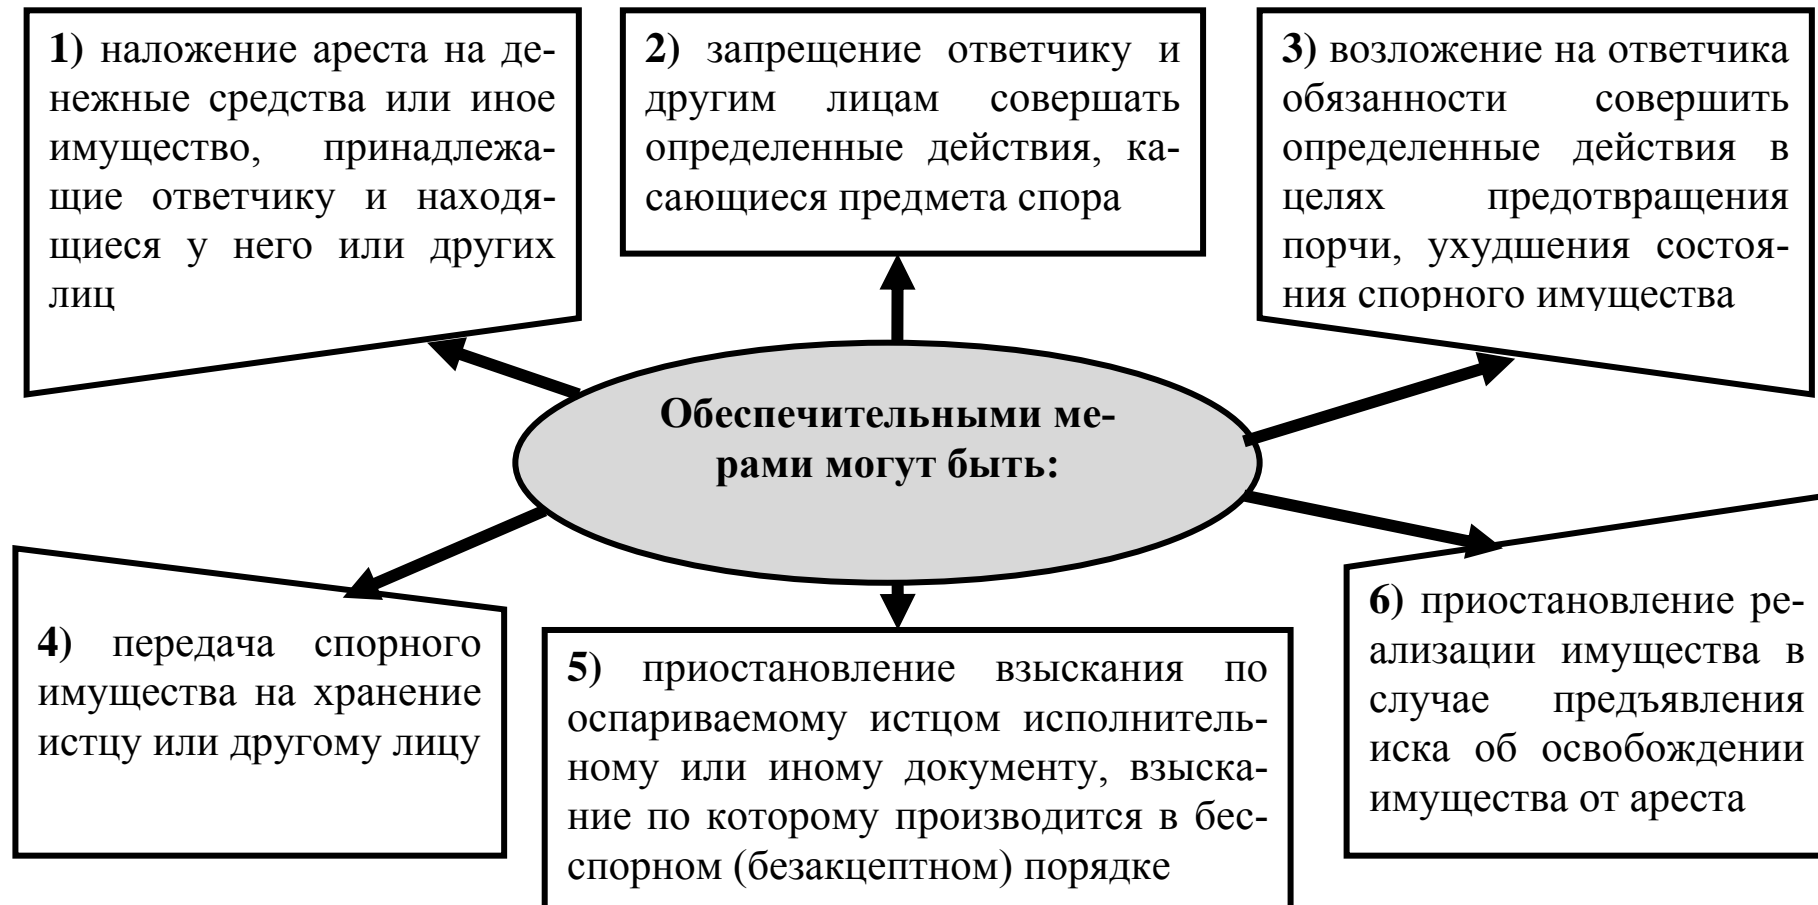 1) наложение ареста на де-
нежные средства или иное
имущество, принадлежа-
щие ответчику и находя-
щиеся у него или других
лиц
2) запрещение ответчику и
другим лицам совершать
определенные действия, ка-
сающиеся предмета спора
3) возложение на ответчика
обязанности совершить
определенные действия в
целях предотвращения
порчи, ухудшения состоя-
ния спорного имущества
Обеспечительными ме-
рами могут быть:
4) передача спорного
имущества на хранение
истцу или другому лицу
5) приостановление взыскания по
оспариваемому истцом исполнитель-
ному или иному документу, взыска-
ние по которому производится в бес-
спорном (безакцептном) порядке
6) приостановление ре-
ализации имущества в
случае предъявления
иска об освобождении
имущества от ареста